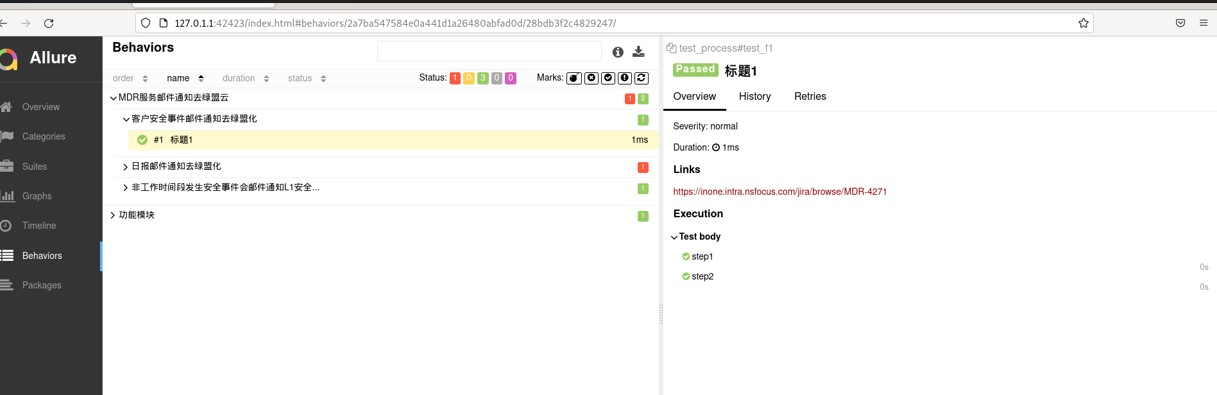 127.0.1.1:42423/index.html#behaviors/2a7ba547584e0a441d1a26480abfad0d/28bdb3f2c4829247/
Allure
Overview
Categories
Suites
Graphs
Timeline
Behaviors
Packages
Behaviors
order name duration status Status: 1 0 3 0 0 Marks:
MDR服务邮件通知去绿盟云 1 2
客户安全事件邮件通知去绿盟化 1
#1 标题1 1ms
日报邮件通知去绿盟化 1
非工作时间段发生安全事件会邮件通知L1安全... 1
功能模块 1
test_process#test_f1
Passed 标题1
Overview History Retries
Severity: normal
Duration: 1ms
Links
https://inone.intra.nsfocus.com/jira/browse/MDR-4271
Execution
Test body
step1
0s
step2
0s